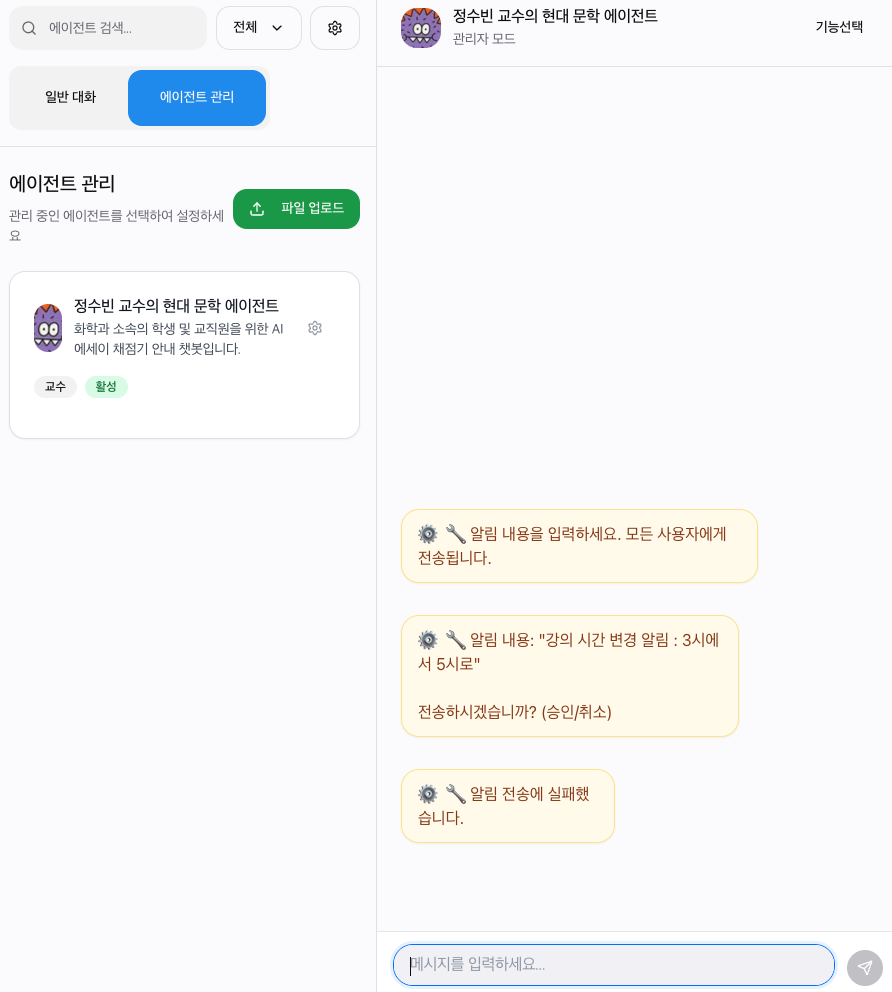 에이전트 검색...
전체
일반 대화
에이전트 관리
에이전트 관리
관리 중인 에이전트를 선택하여 설정하세
요
파일 업로드
정수빈 교수의 현대 문학 에이전트
화학과 소속의 학생 및 교직원을 위한 AI
에세이 채점기 안내 챗봇입니다.
교수
활성
정수빈 교수의 현대 문학 에이전트
관리자 모드
기능선택
알림 내용을 입력하세요. 모든 사용자에게
전송됩니다.
알림 내용: "강의 시간 변경 알림 : 3시에
서 5시로"
전송하시겠습니까? (승인/취소)
알림 전송에 실패했
습니다.
메시지를 입력하세요...